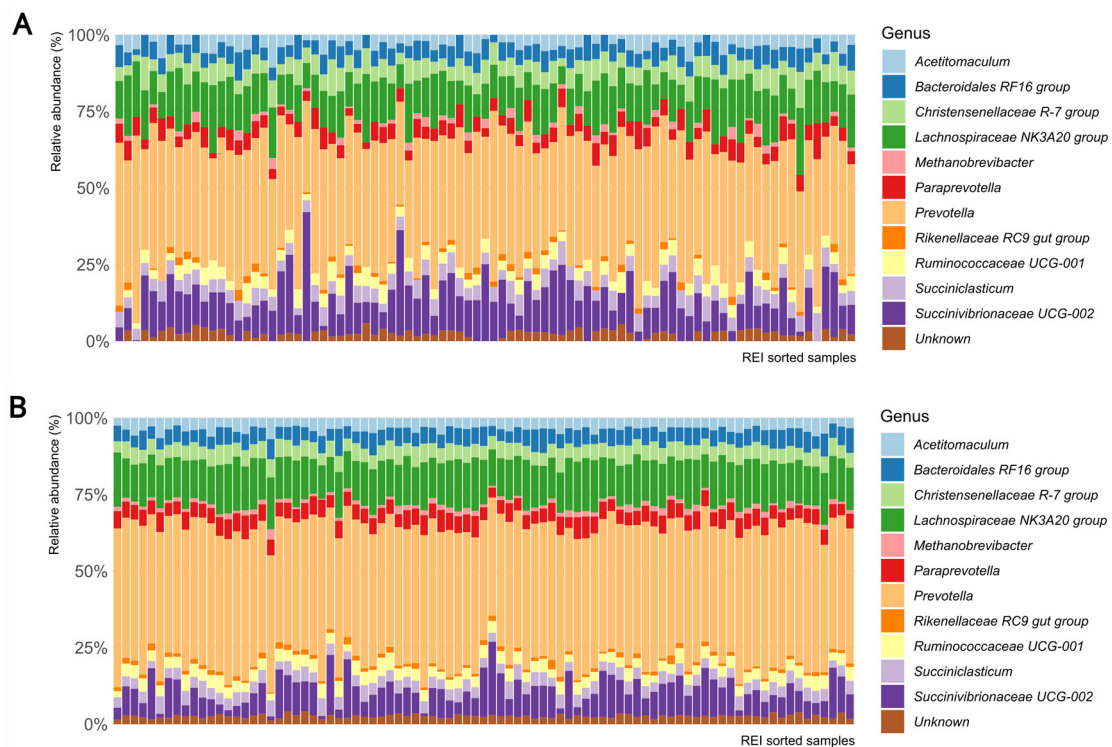 A
Relative abundance (%)
100%
75%
50%
25%
0%
REI sorted samples
Genus
Acetitomaculum
Bacteroidales RF16 group
Christensenellaceae R-7 group
Lachnospiraceae NK3A20 group
Methanobrevibacter
Paraprevotella
Prevotella
Rikenellaceae RC9 gut group
Ruminococcaceae UCG-001
Succiniclasticum
Succinivibrionaceae UCG-002
Unknown
B
Relative abundance (%)
100%
75%
50%
25%
0%
REI sorted samples
Genus
Acetitomaculum
Bacteroidales RF16 group
Christensenellaceae R-7 group
Lachnospiraceae NK3A20 group
Methanobrevibacter
Paraprevotella
Prevotella
Rikenellaceae RC9 gut group
Ruminococcaceae UCG-001
Succiniclasticum
Succinivibrionaceae UCG-002
Unknown